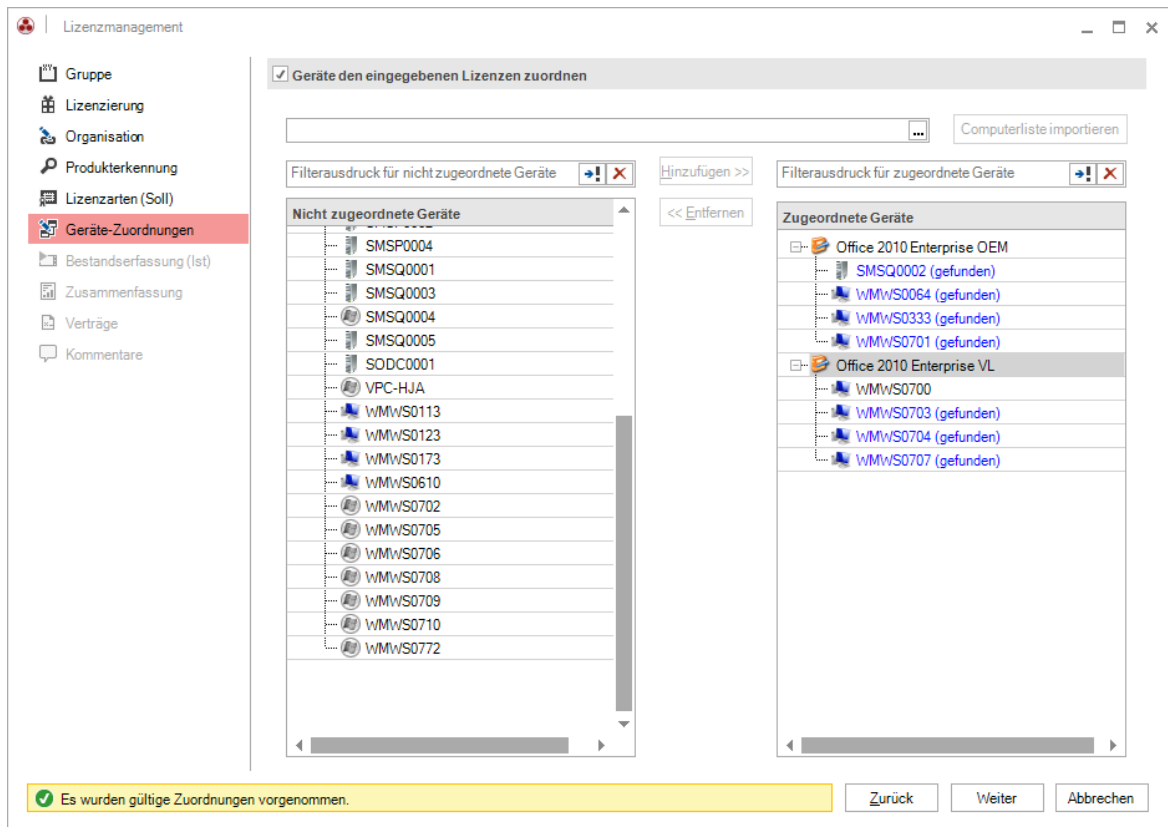 Lizenzmanagement
Gruppe
Lizenzierung
Organisation
Produkterkennung
Lizenzarten (Soll)
Geräte-Zuordnungen
Bestandserfassung (Ist)
Zusammenfassung
Verträge
Kommentare
Geräte den eingegebenen Lizenzen zuordnen
... Computerliste importieren
Filterausdruck für nicht zugeordnete Geräte
Hinzufügen >>
<< Entfernen
Filterausdruck für zugeordnete Geräte
Nicht zugeordnete Geräte
SMSP0004
SMSQ0001
SMSQ0003
SMSQ0004
SMSQ0005
SODC0001
VPC-HJA
WMWS0113
WMWS0123
WMWS0173
WMWS0610
WMWS0702
WMWS0705
WMWS0706
WMWS0708
WMWS0709
WMWS0710
WMWS0772
Zugeordnete Geräte
Office 2010 Enterprise OEM
SMSQ0002 (gefunden)
WMWS0064 (gefunden)
WMWS0333 (gefunden)
WMWS0701 (gefunden)
Office 2010 Enterprise VL
WMWS0700
WMWS0703 (gefunden)
WMWS0704 (gefunden)
WMWS0707 (gefunden)
Es wurden gültige Zuordnungen vorgenommen.
Zurück
Weiter
Abbrechen